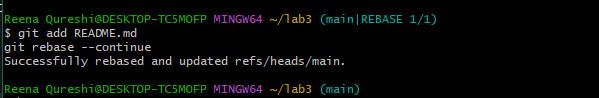 Reena Qureshi@DESKTOP-TC5MOFP MINGW64 ~/lab3 (main|REBASE 1/1)
$ git add README.md
git rebase --continue
Successfully rebased and updated refs/heads/main.
Reena Qureshi@DESKTOP-TC5MOFP MINGW64 ~/lab3 (main)